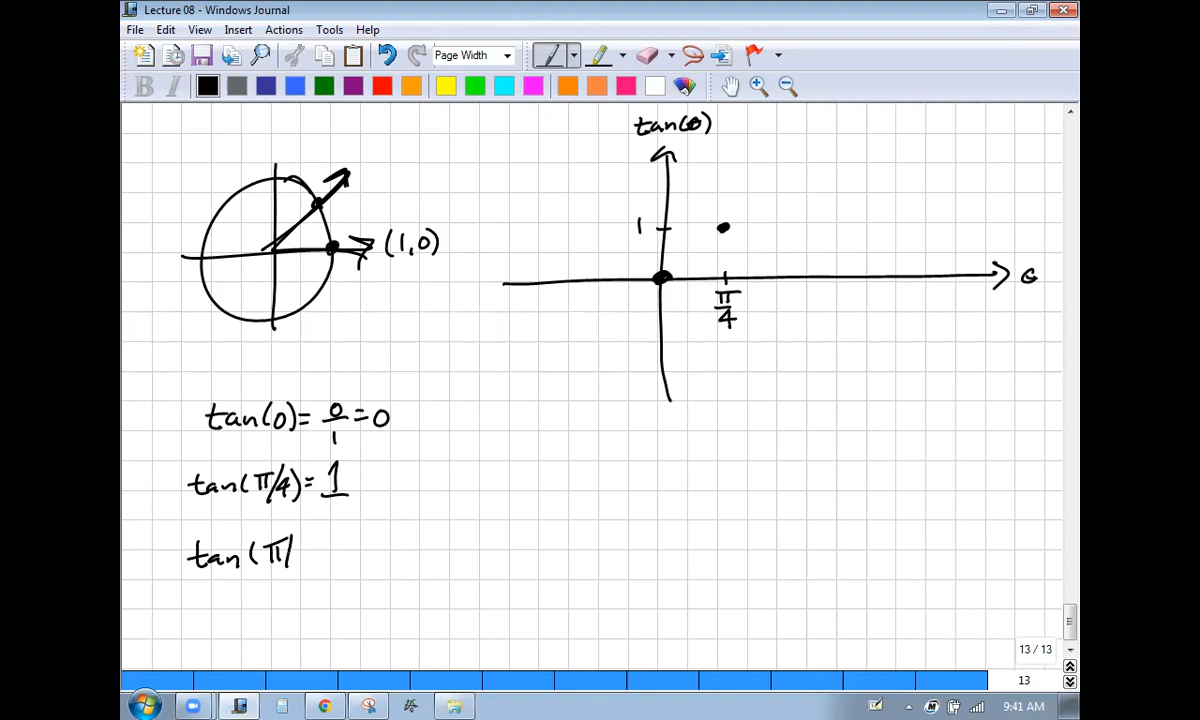 Lecture 08 - Windows Journal
File Edit View Insert Actions Tools Help
Page Width
B I
tan(θ)
(1,0)
1
θ
π/4
tan(0) = 0/1 = 0
tan(π/4) = 1
tan(π/
13 / 13
13
9:41 AM